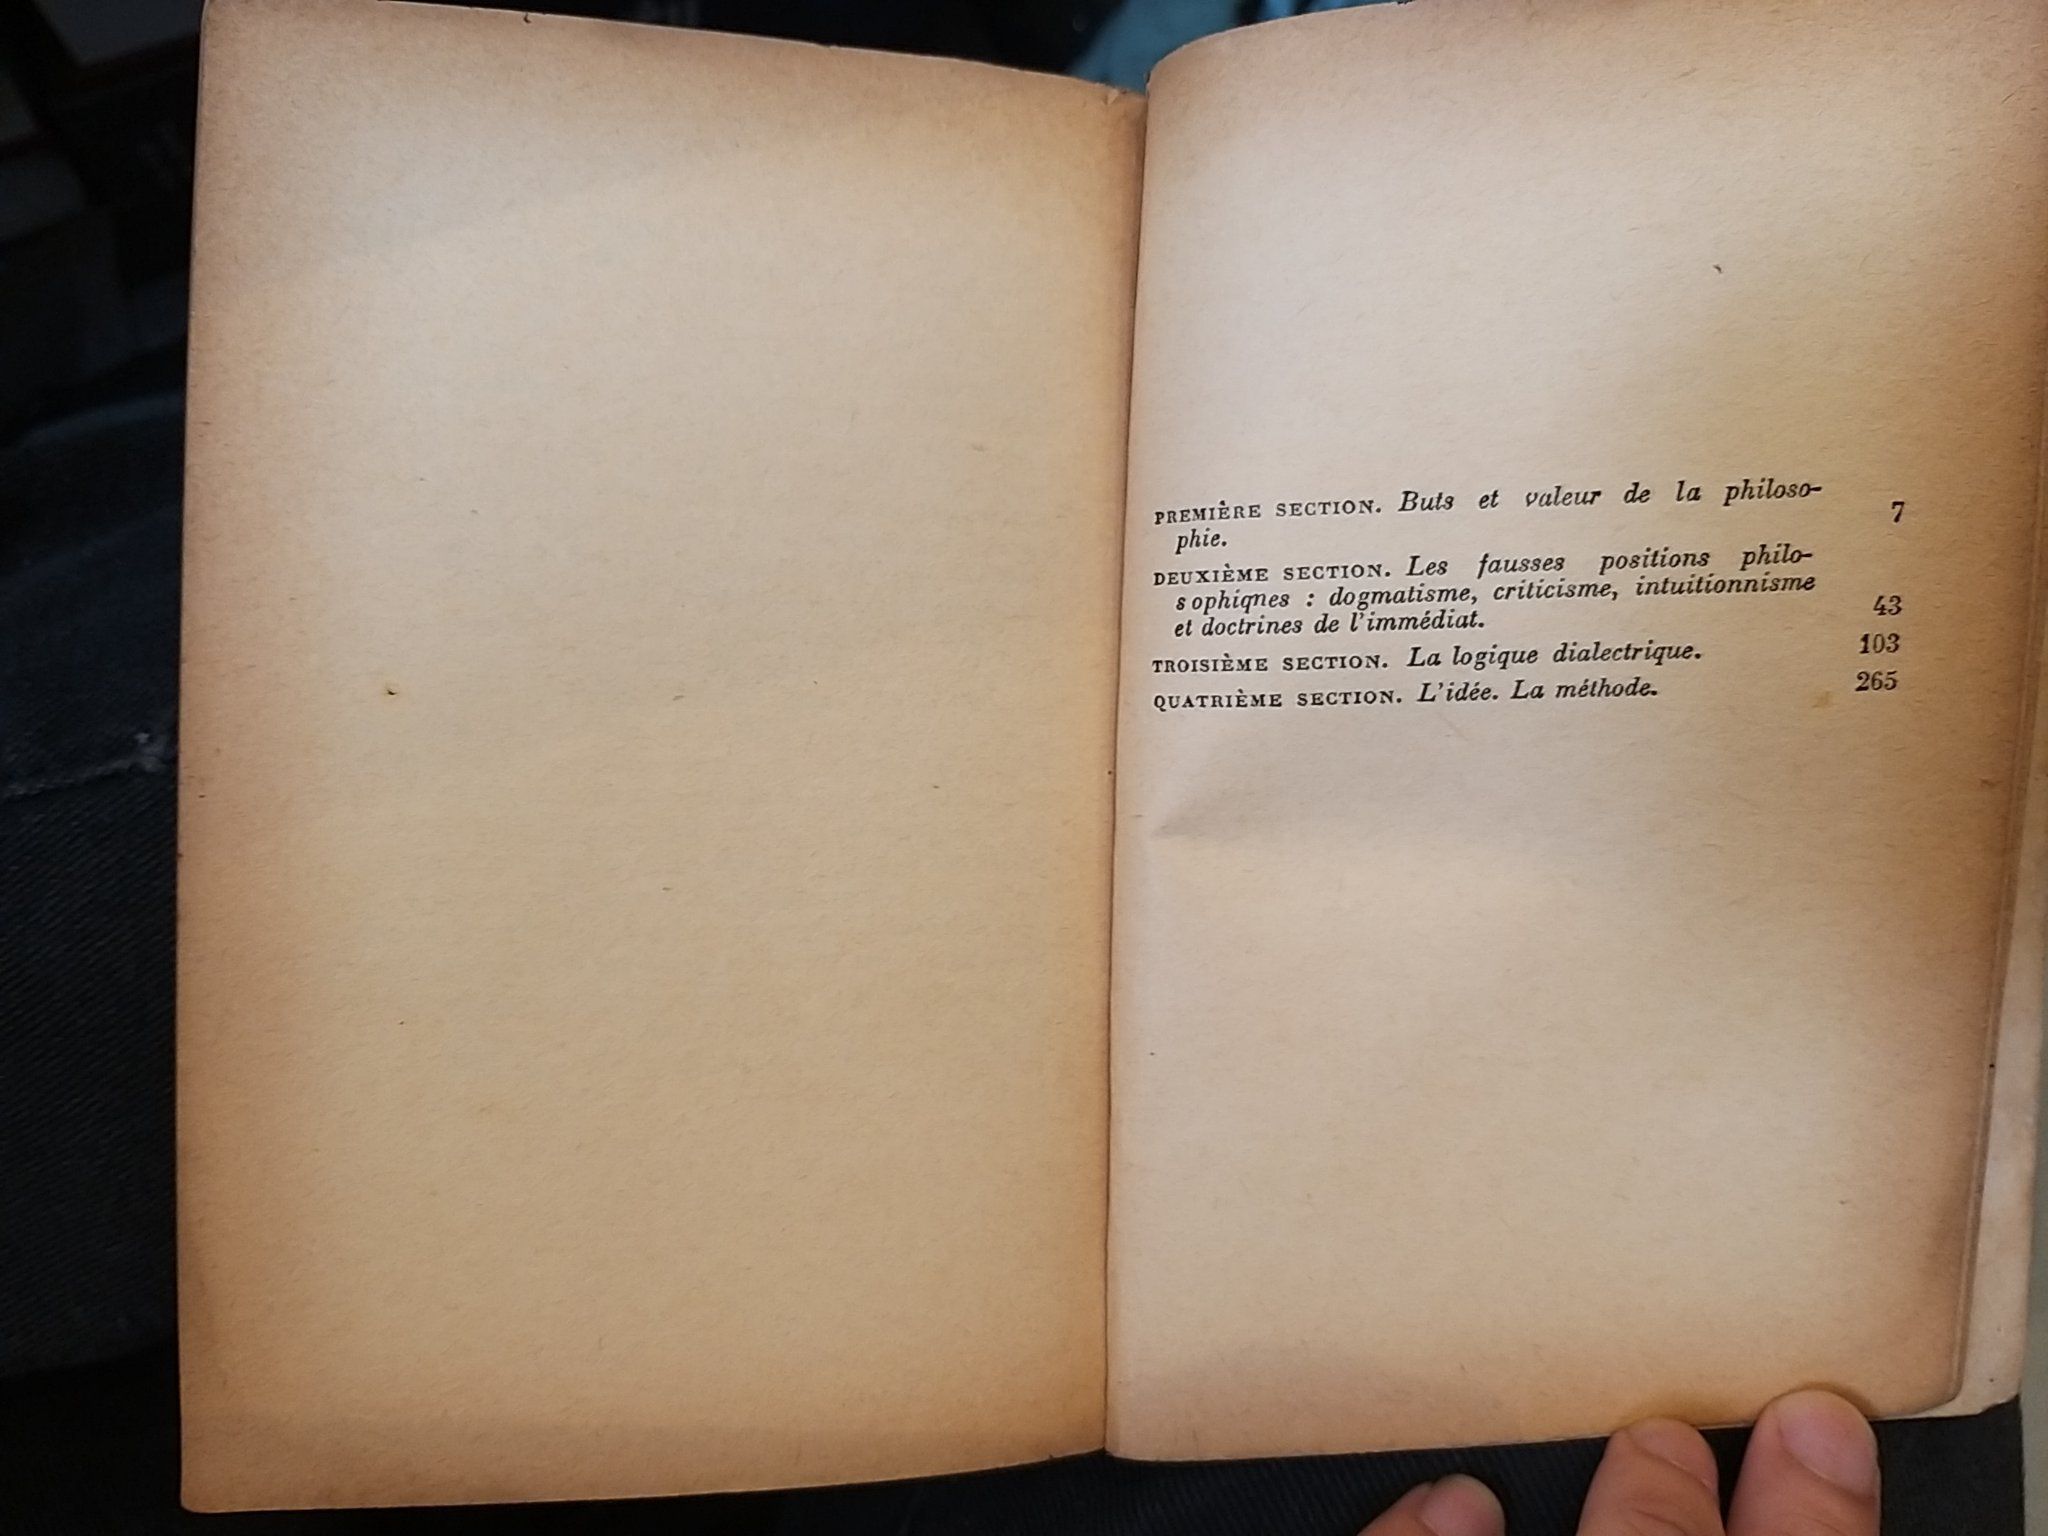 PREMIÈRE SECTION. Buts et valeur de la philoso-
phie. 7
DEUXIÈME SECTION. Les fausses positions philo-
sophiqnes : dogmatisme, criticisme, intuitionnisme
et doctrines de l'immédiat. 43
TROISIÈME SECTION. La logique dialectrique. 103
QUATRIÈME SECTION. L'idée. La méthode. 265